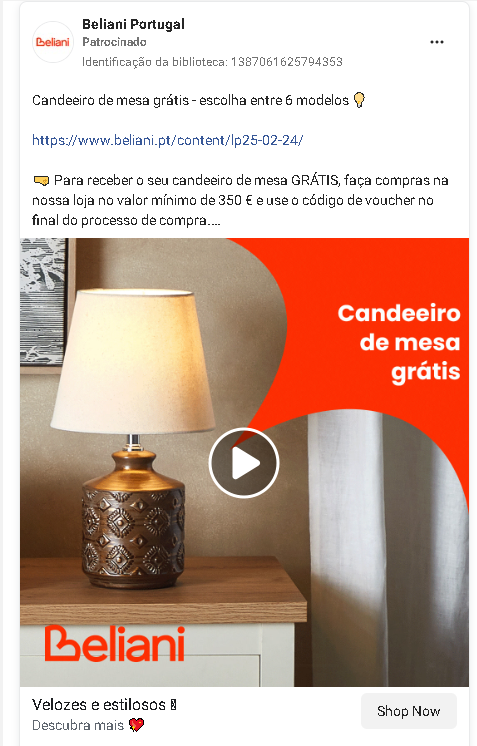 Beliani Portugal
Beliani
Patrocinado
Identificação da biblioteca: 1387061625794353
Candeeiro de mesa grátis - escolha entre 6 modelos 💡
https://www.beliani.pt/content/lp25-02-24/
🤜 Para receber o seu candeeiro de mesa GRÁTIS, faça compras na
nossa loja no valor mínimo de 350 € e use o código de voucher no
final do processo de compra....
Candeeiro
de mesa
grátis
Beliani
Velozes e estilosos
Descubra mais 💖
Shop Now